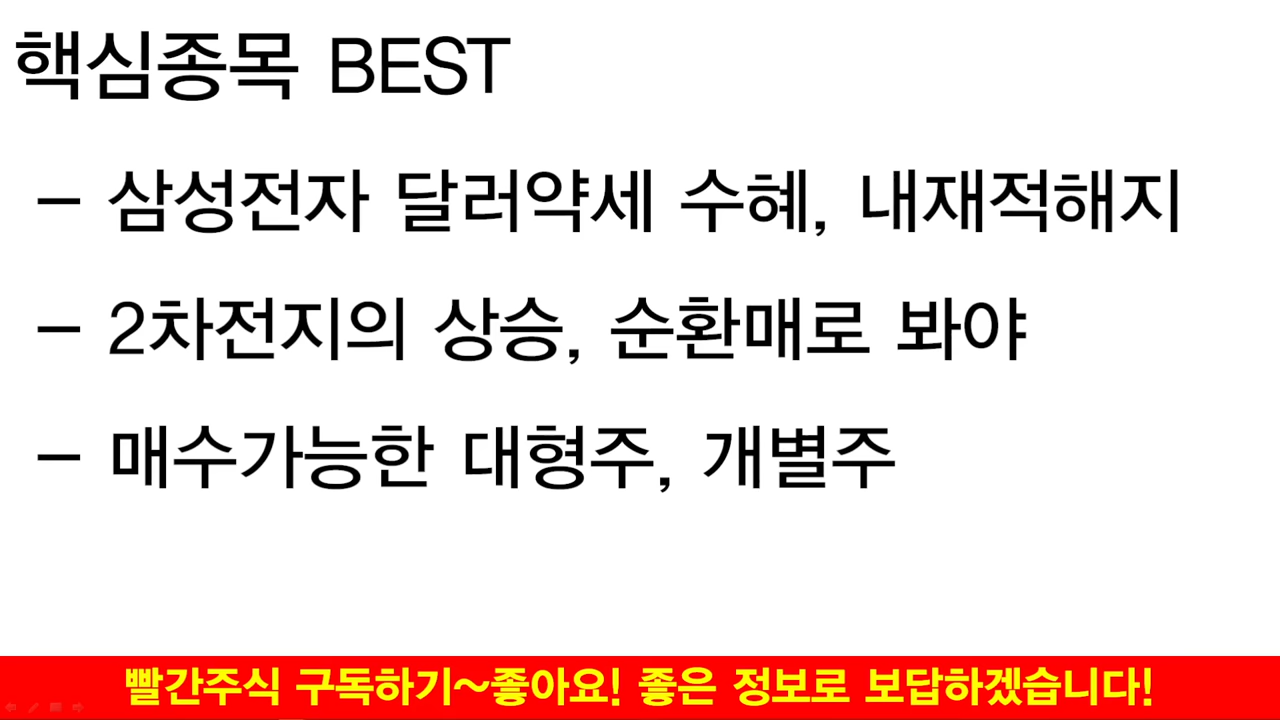 핵심종목 BEST
- 삼성전자 달러약세 수혜, 내재적해지
- 2차전지의 상승, 순환매로 봐야
- 매수가능한 대형주, 개별주
빨간주식 구독하기~좋아요! 좋은 정보로 보답하겠습니다!